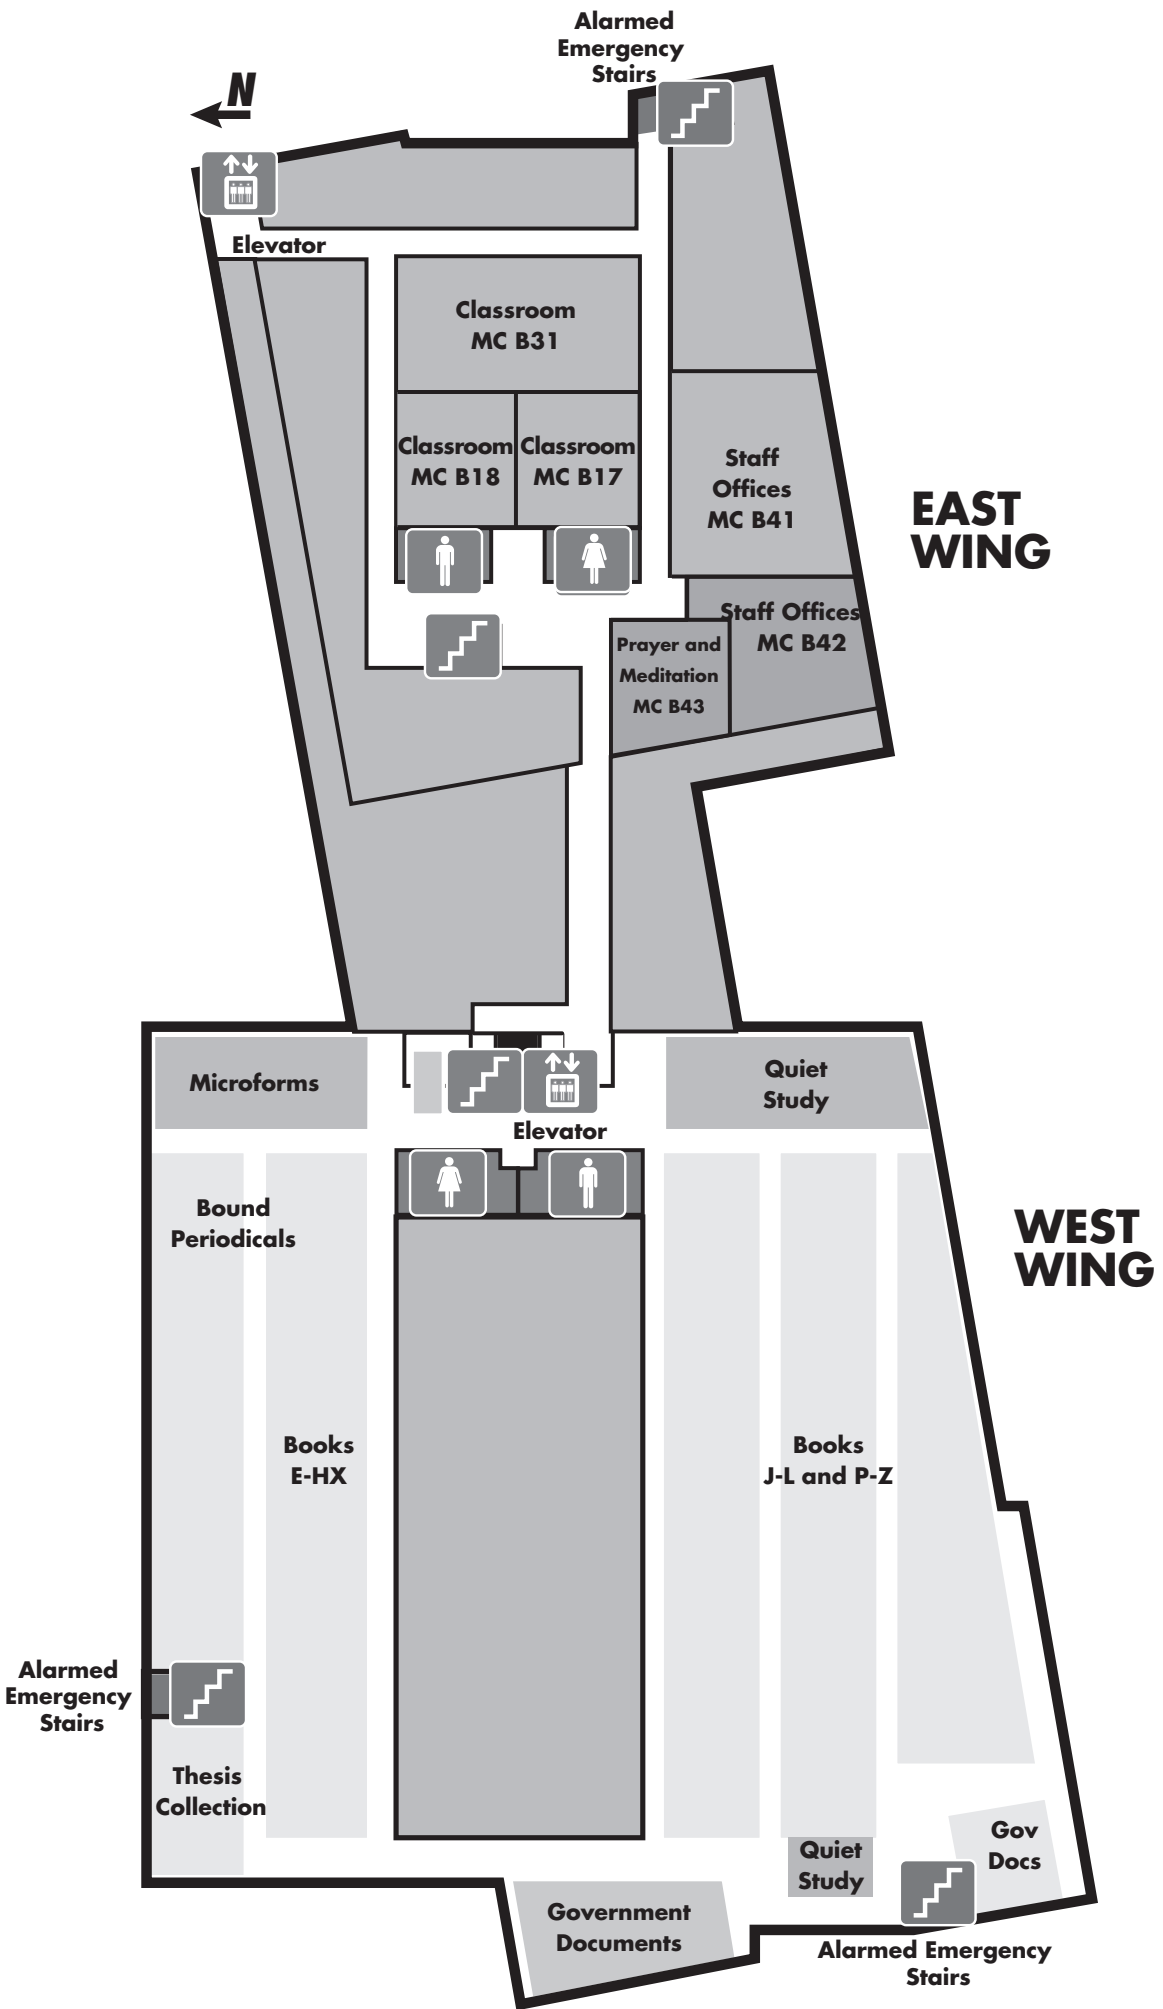 Alarmed
Emergency
Stairs
N
Elevator
Classroom
MC B31
Classroom
MC B18
Classroom
MC B17
Staff
Offices
MC B41
EAST
WING
Staff Offices
MC B42
Prayer and
Meditation
MC B43
Microforms
Quiet
Study
Elevator
Bound
Periodicals
WEST
WING
Books
E-HX
Books
J-L and P-Z
Alarmed
Emergency
Stairs
Thesis
Collection
Gov
Docs
Quiet
Study
Government
Documents
Alarmed Emergency
Stairs